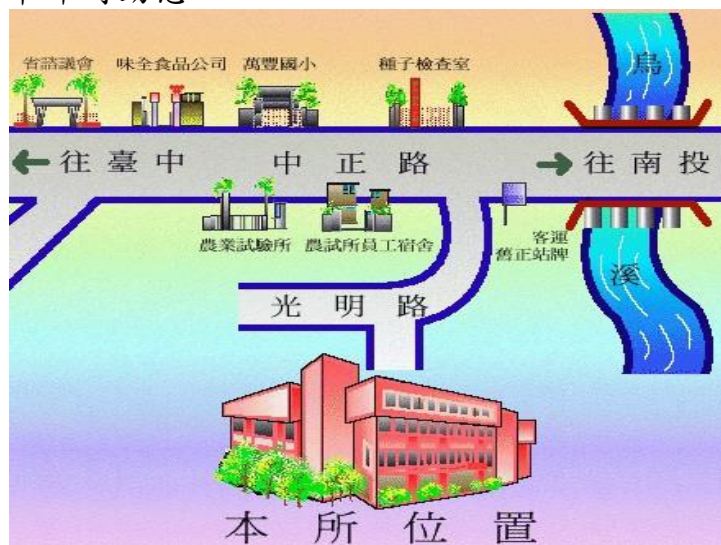 省諮議會 味全食品公司 萬豐國小 種子檢查室 烏
往臺中 中正路 往南投
農業試驗所 農試所員工宿舍 客運
舊正站牌
溪
光明路
本所位置